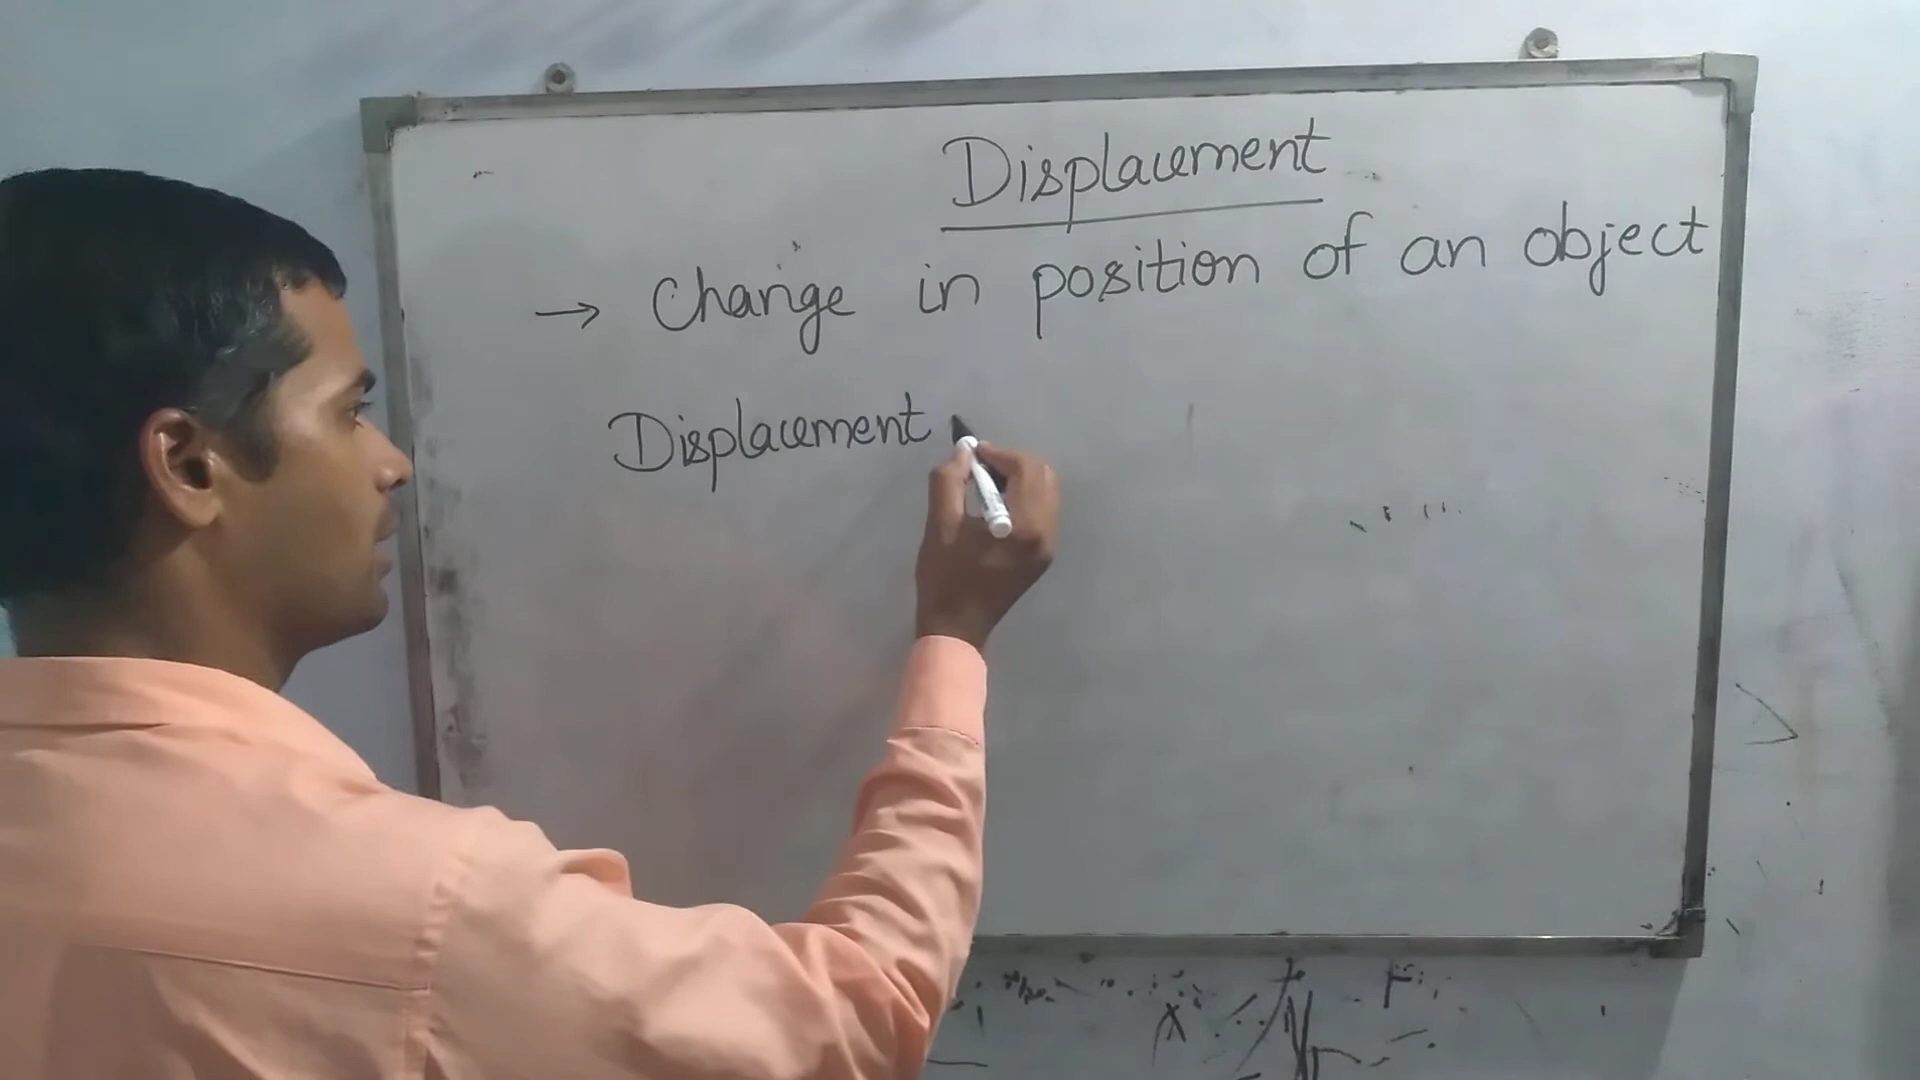 Displacement
→ Change in position of an object
Displacement